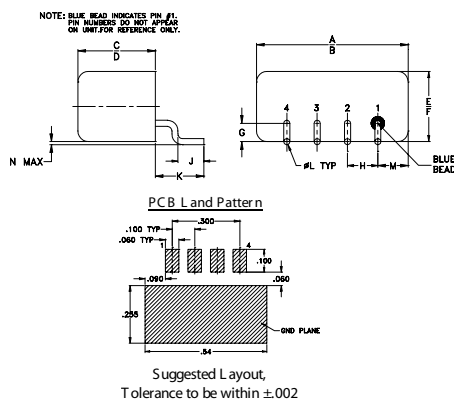 NOTE: BLUE BEAD INDICATES PIN #1.
PIN NUMBERS DO NOT APPEAR
ON UNIT.FOR REFERENCE ONLY.
C
D
A
B
E
F
G
4 3 2 1
N MAX
J
K
ØL TYP
H
M
BLUE
BEAD
PCB Land Pattern
.300
.100 TYP
.060 TYP
1
4
.100
.090
.060
.255
GND PLANE
.54
Suggested Layout,
Tolerance to be within ±.002